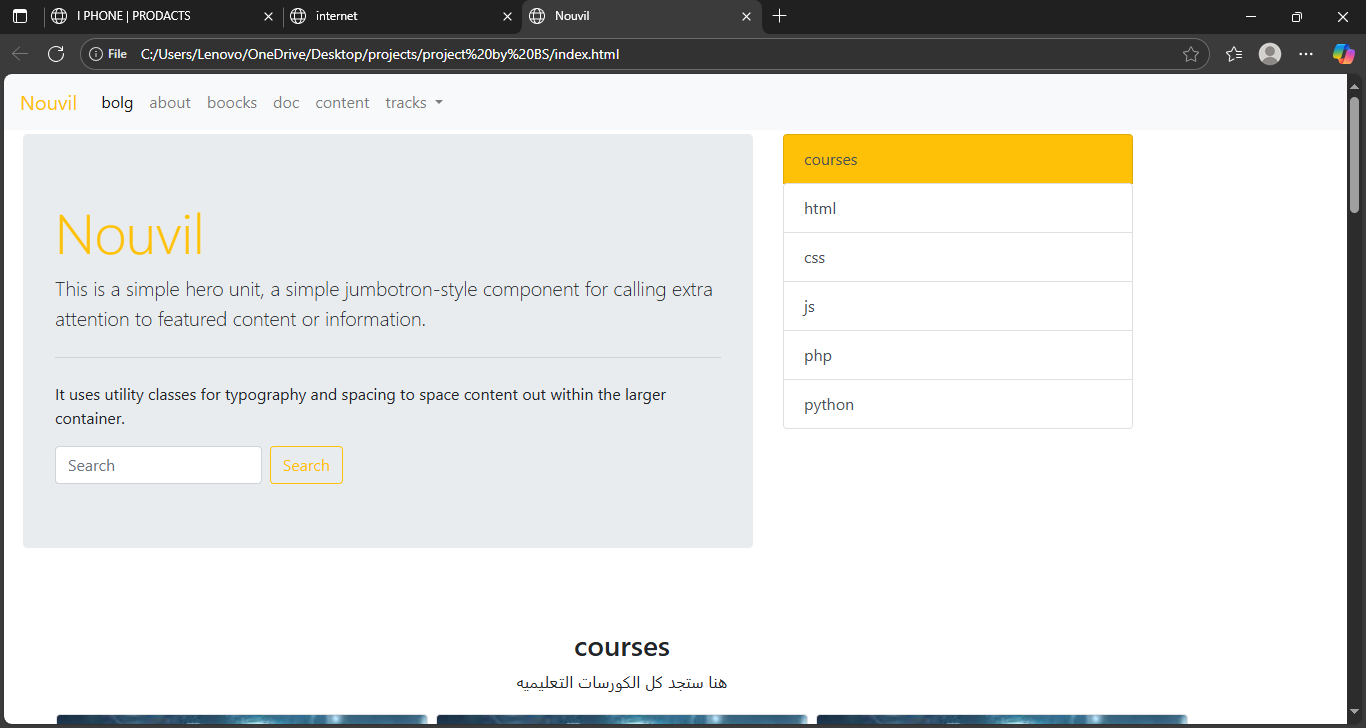 I PHONE | PRODACTS
internet
Nouvil
File C:/Users/Lenovo/OneDrive/Desktop/projects/project%20by%20BS/index.html
Nouvil bolg about boocks doc content tracks
Nouvil
This is a simple hero unit, a simple jumbotron-style component for calling extra
attention to featured content or information.
It uses utility classes for typography and spacing to space content out within the larger
container.
Search Search
courses
html
css
js
php
python
courses
هنا ستجد كل الكورسات التعليميه